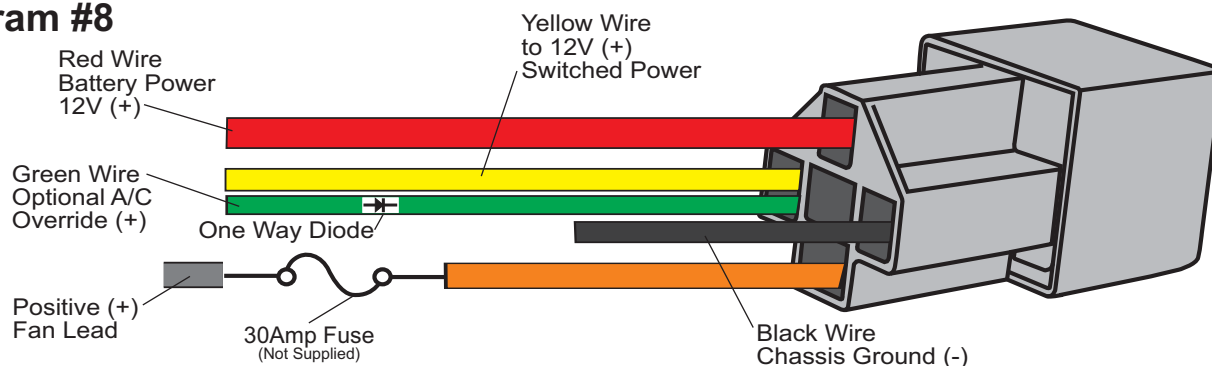 ram #8
Red Wire
Battery Power
12V (+)
Yellow Wire
to 12V (+)
Switched Power
Green Wire
Optional A/C
Override (+)
One Way Diode
Positive (+)
Fan Lead
30Amp Fuse
(Not Supplied)
Black Wire
Chassis Ground (-)